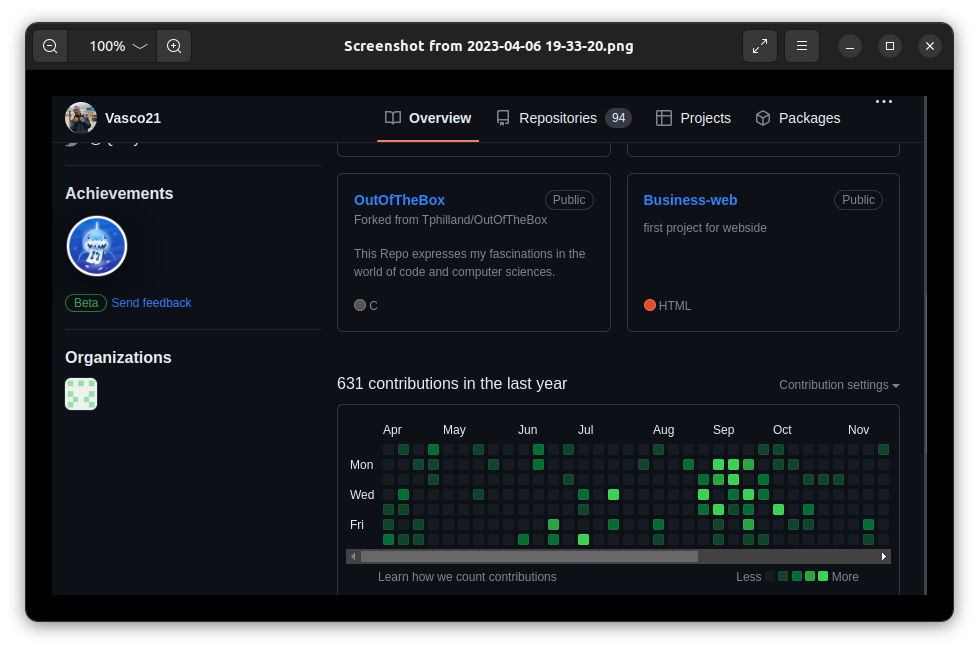 100%
Screenshot from 2023-04-06 19-33-20.png
Vasco21
Overview
Repositories 94
Projects
Packages
Achievements
Beta Send feedback
Organizations
OutOfTheBox Public
Forked from Tphilland/OutOfTheBox
This Repo expresses my fascinations in the
world of code and computer sciences.
C
Business-web Public
first project for webside
HTML
631 contributions in the last year
Contribution settings
Apr May Jun Jul Aug Sep Oct Nov
Mon
Wed
Fri
Learn how we count contributions
Less More